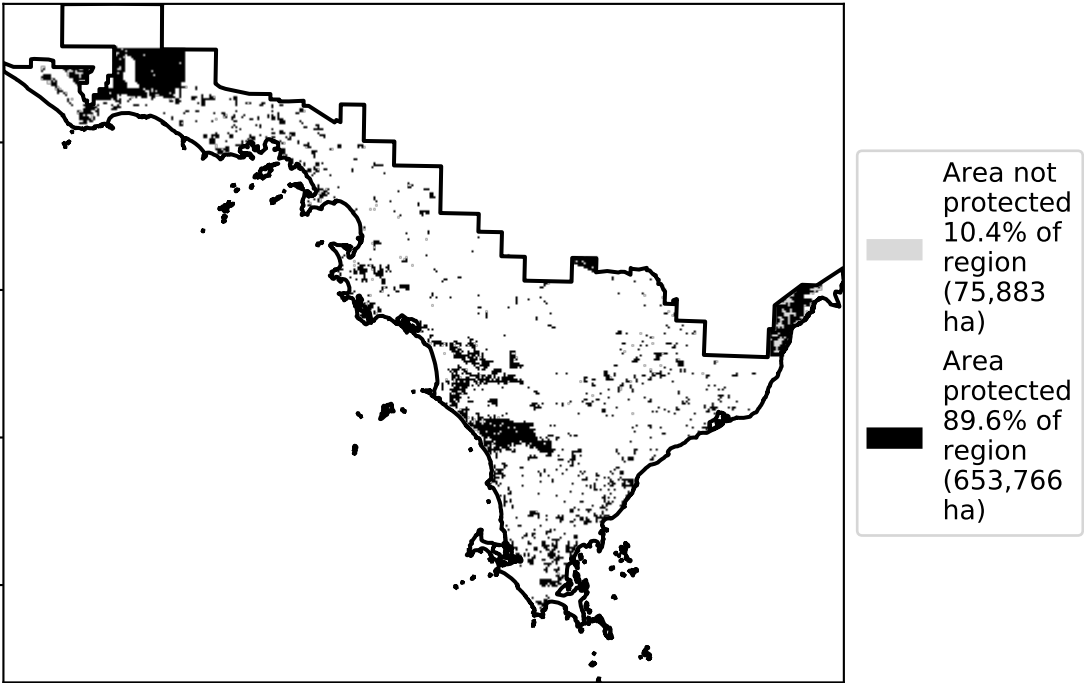 Area not
protected
10.4% of
region
(75,883
ha)
Area
protected
89.6% of
region
(653,766
ha)